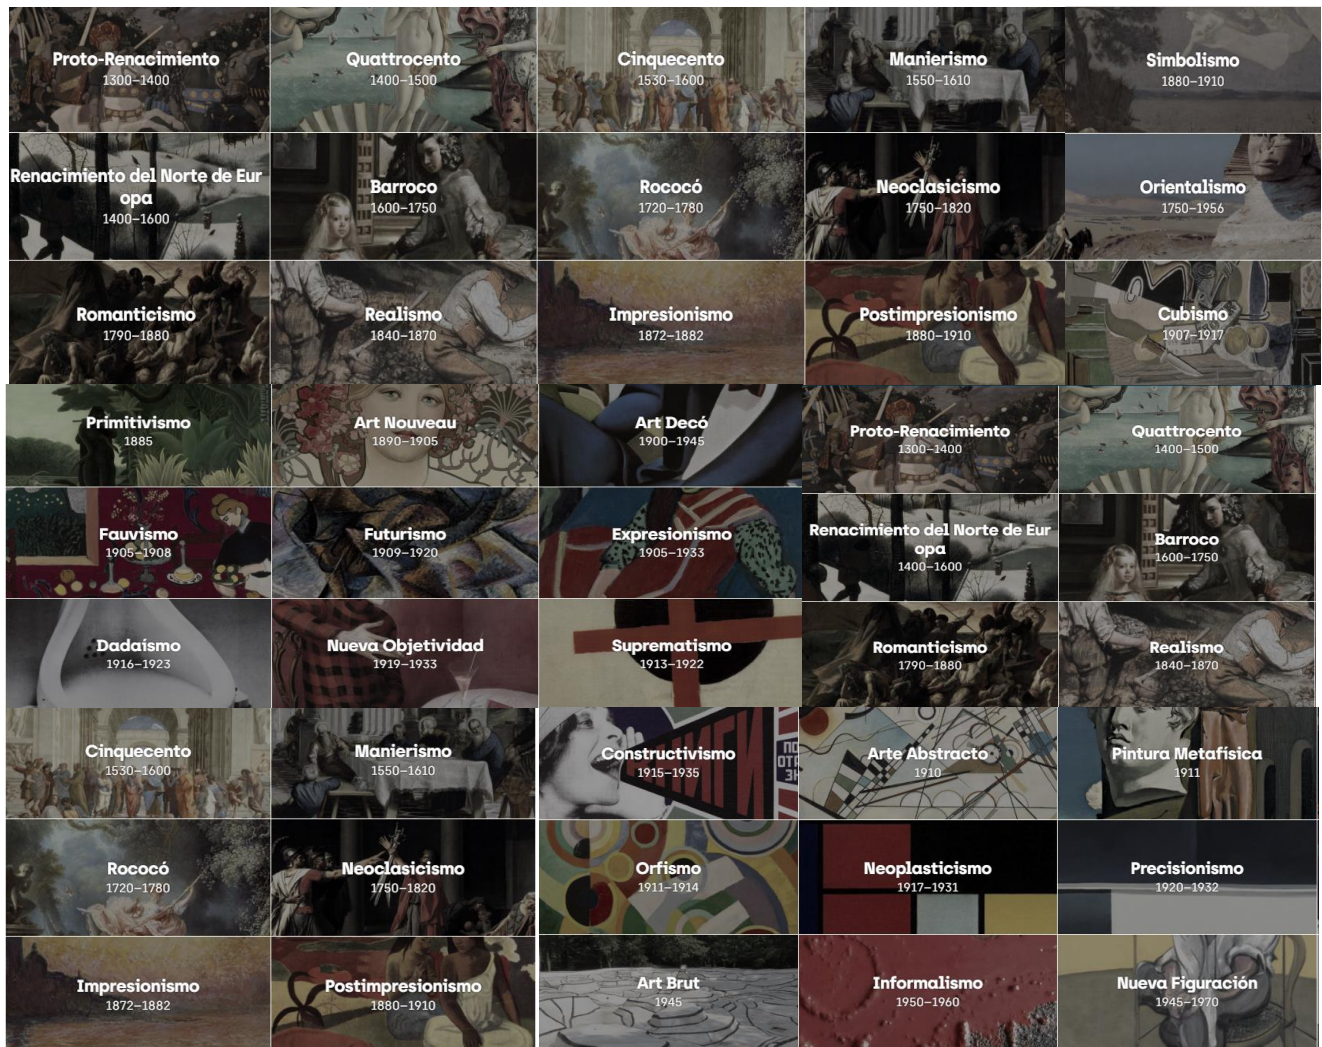 Proto-Renacimiento
1300–1400
Quattrocento
1400–1500
Cinquecento
1530–1600
Manierismo
1550–1610
Simbolismo
1880–1910
Renacimiento del Norte de Eur
opa
1400–1600
Barroco
1600–1750
Rococó
1720–1780
Neoclasicismo
1750–1820
Orientalismo
1750–1956
Romanticismo
1790–1880
Realismo
1840–1870
Impresionismo
1872–1882
Postimpresionismo
1880–1910
Cubismo
1907–1917
Primitivismo
1885
Art Nouveau
1890–1905
Art Decó
1900–1945
Proto-Renacimiento
1300–1400
Quattrocento
1400–1500
Fauvismo
1905–1908
Futurismo
1909–1920
Expresionismo
1905–1933
Renacimiento del Norte de Eur
opa
1400–1600
Barroco
1600–1750
Dadaísmo
1916–1923
Nueva Objetividad
1919–1933
Suprematismo
1913–1922
Romanticismo
1790–1880
Realismo
1840–1870
Cinquecento
1530–1600
Manierismo
1550–1610
Constructivismo
1915–1935
Arte Abstracto
1910
Pintura Metafísica
1911
Rococó
1720–1780
Neoclasicismo
1750–1820
Orfismo
1911–1914
Neoplasticismo
1917–1931
Precisionismo
1920–1932
Impresionismo
1872–1882
Postimpresionismo
1880–1910
Art Brut
1945
Informalismo
1950–1960
Nueva Figuración
1945–1970